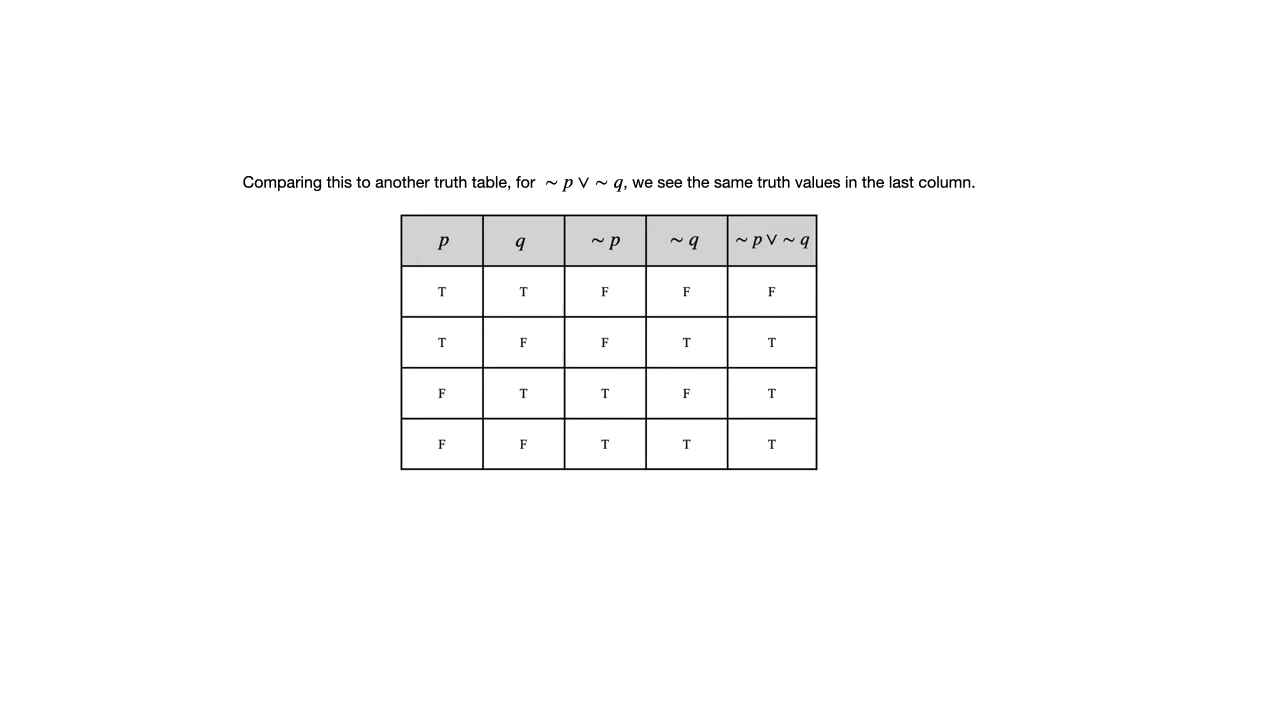 Comparing this to another truth table, for ~ p ∨ ~ q, we see the same truth values in the last column.
p q ~ p ~ q ~ p ∨ ~ q
T T F F F
T F F T T
F T T F T
F F T T T